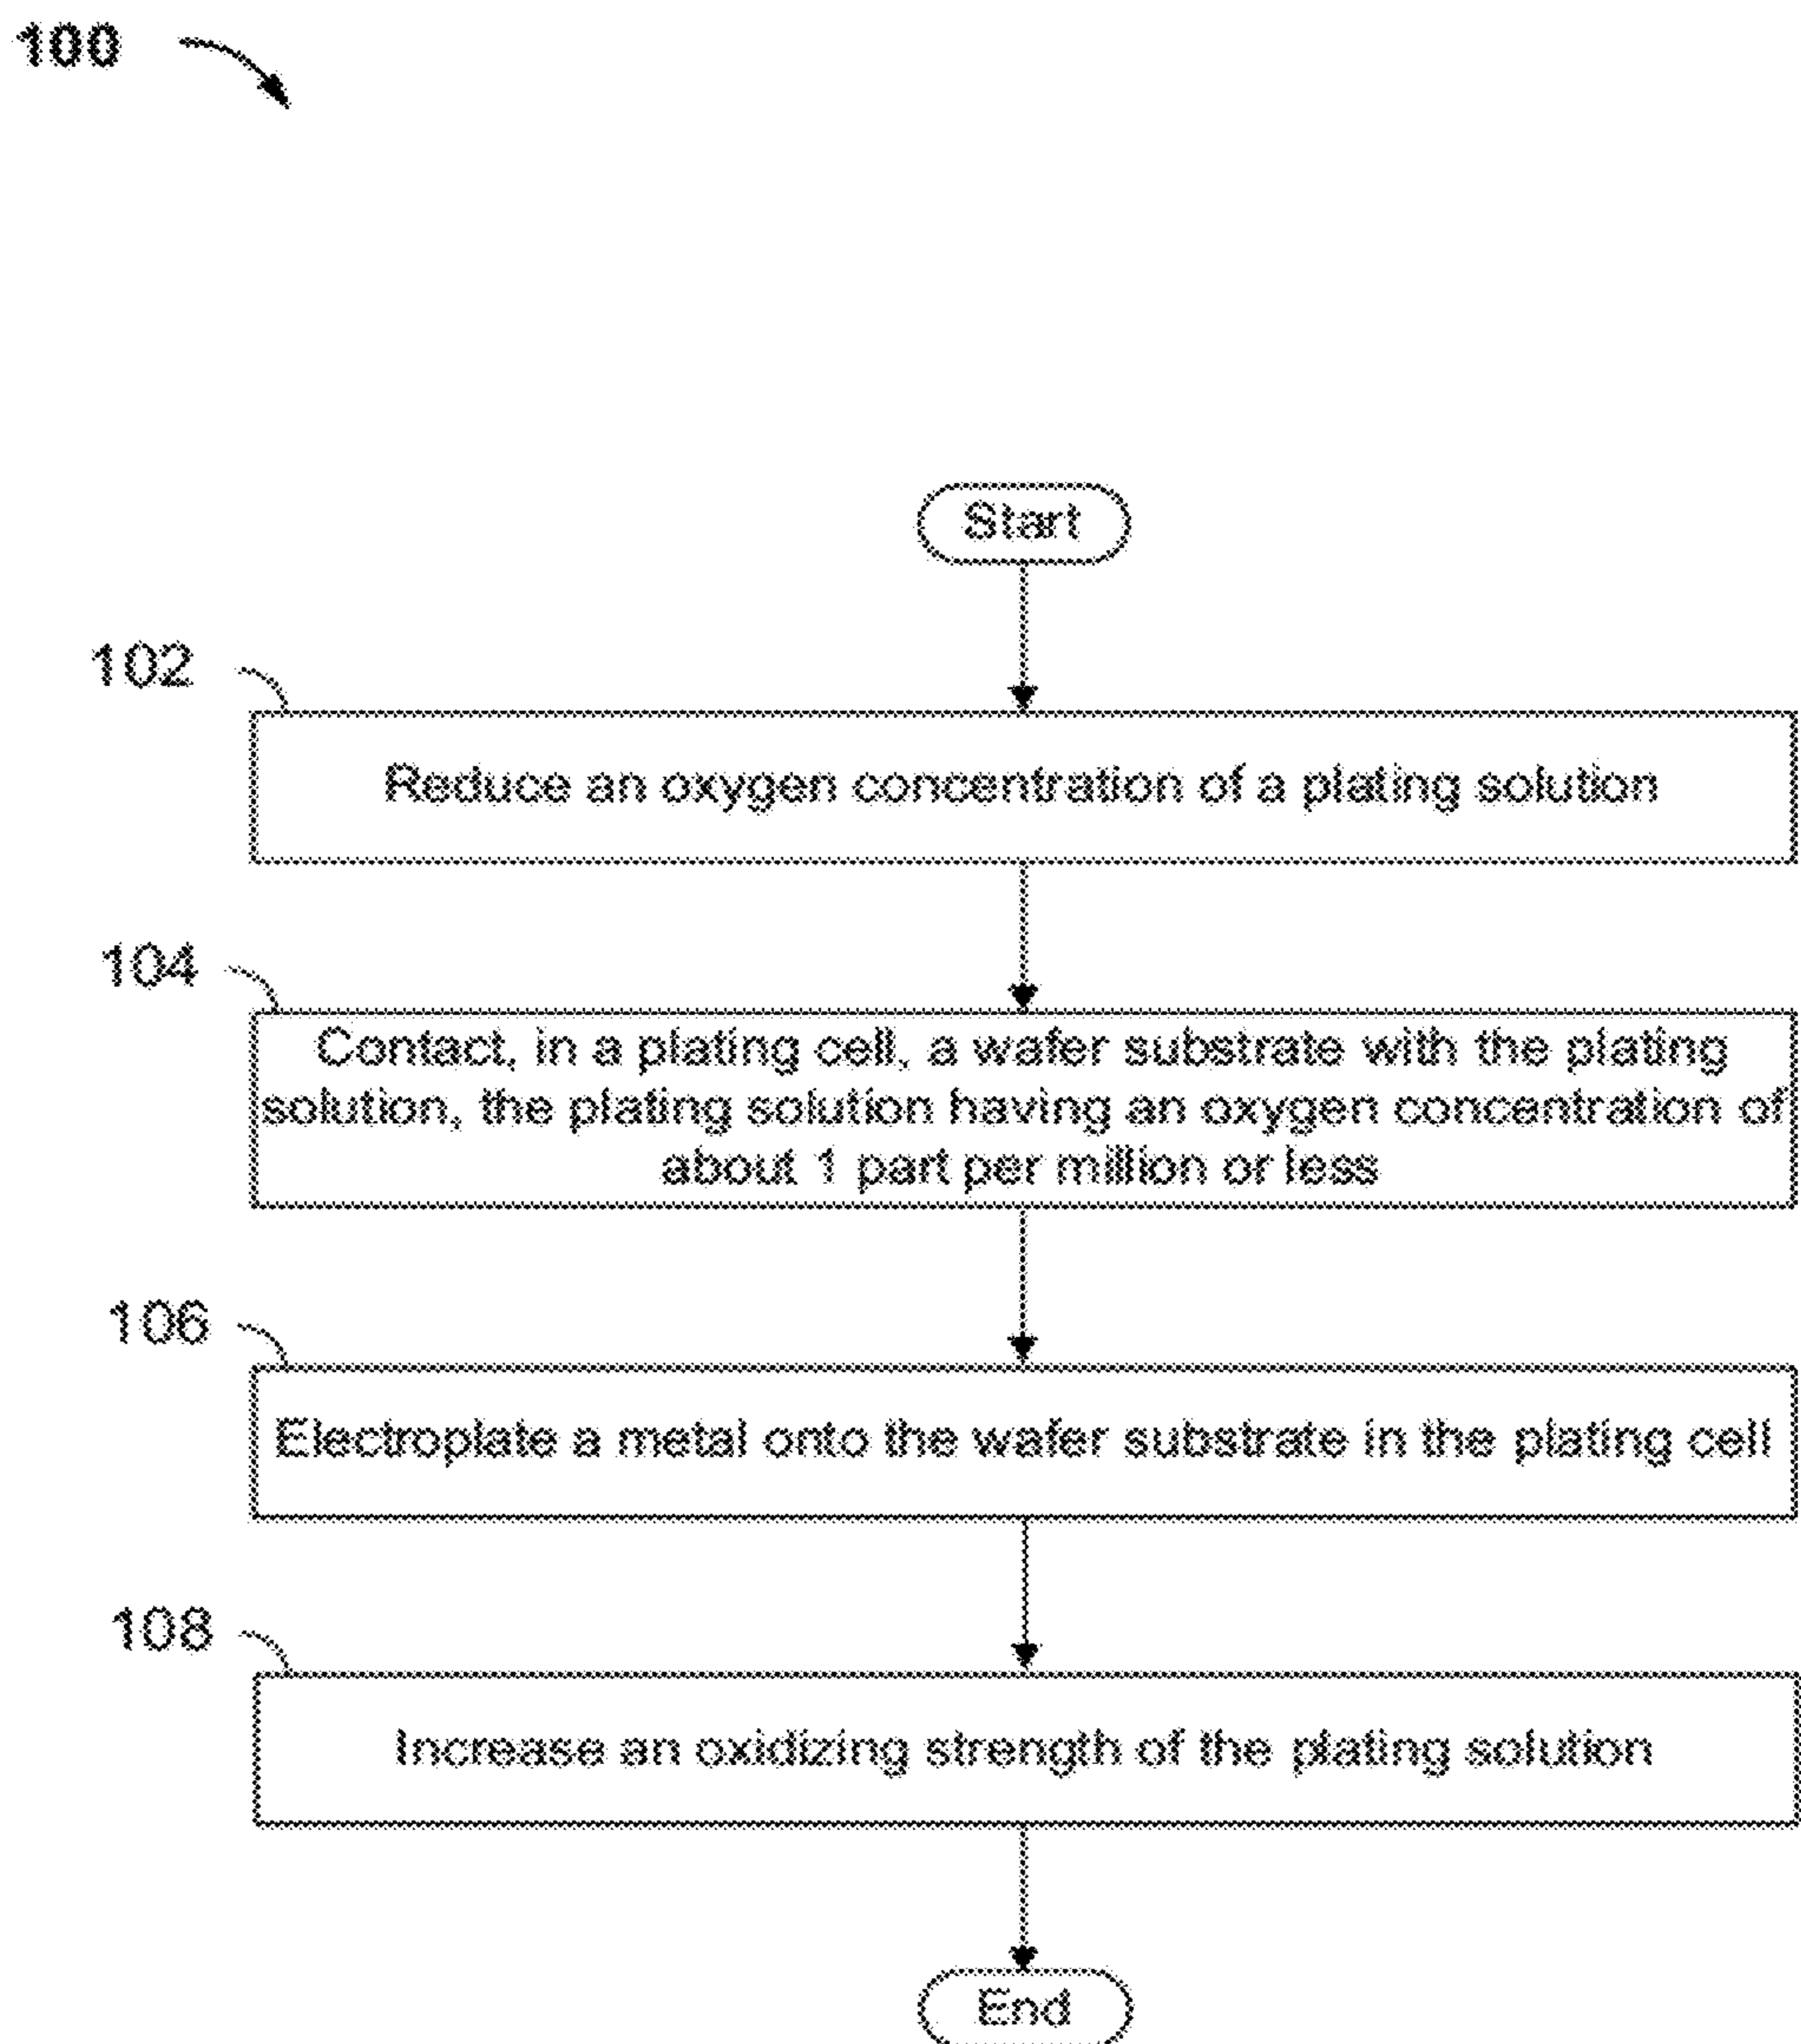 100
Start
102
Reduce an oxygen concentration of a plating solution
104
Contact, in a plating cell, a wafer substrate with the plating
solution, the plating solution having an oxygen concentration of
about 1 part per million or less
106
Electroplate a metal onto the wafer substrate in the plating cell
108
Increase an oxidizing strength of the plating solution
End